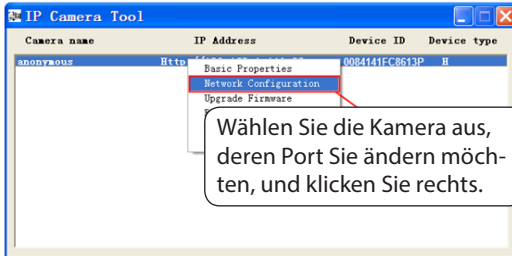 IP Camera Tool
Camera name IP Address Device ID Device type
anonymous Http 0084141FC8613P H
Basic Properties
Network Configuration
Upgrade Firmware
Wählen Sie die Kamera aus,
deren Port Sie ändern möch-
ten, und klicken Sie rechts.